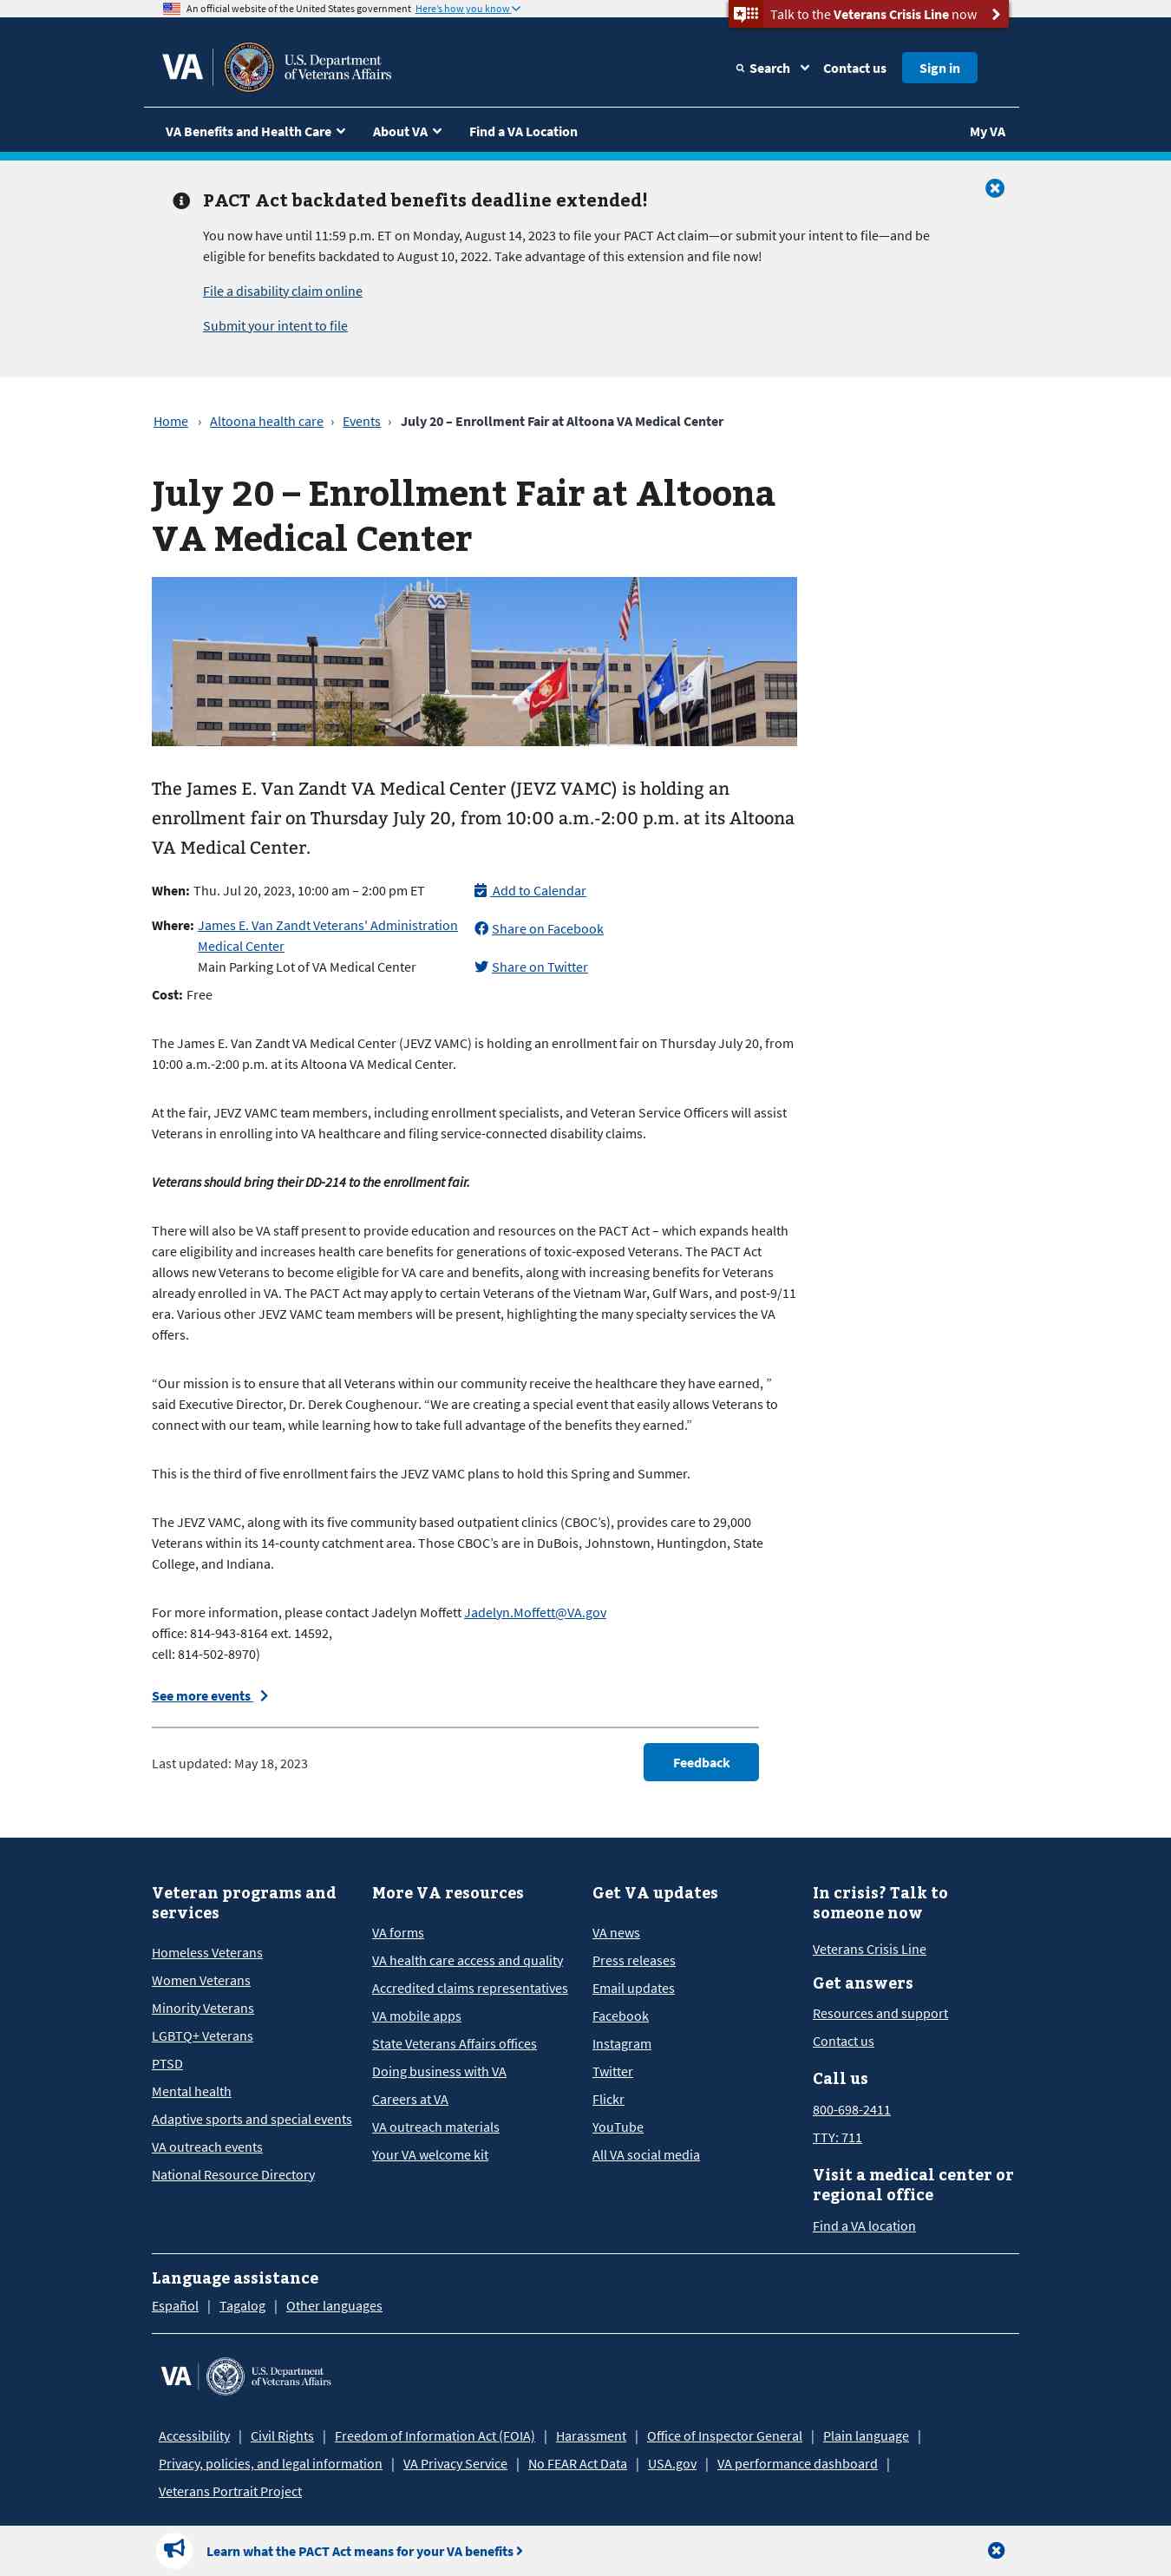 An official website of the United States government Here's how you know
Talk to the Veterans Crisis Line now
VA
U.S. Department
of Veterans Affairs
Search
Contact us
Sign in
VA Benefits and Health Care
About VA
Find a VA Location
My VA
PACT Act backdated benefits deadline extended!
You now have until 11:59 p.m. ET on Monday, August 14, 2023 to file your PACT Act claim—or submit your intent to file—and be
eligible for benefits backdated to August 10, 2022. Take advantage of this extension and file now!
File a disability claim online
Submit your intent to file
Home › Altoona health care › Events › July 20 – Enrollment Fair at Altoona VA Medical Center
July 20 – Enrollment Fair at Altoona
VA Medical Center
VA
The James E. Van Zandt VA Medical Center (JEVZ VAMC) is holding an
enrollment fair on Thursday July 20, from 10:00 a.m.-2:00 p.m. at its Altoona
VA Medical Center.
When: Thu. Jul 20, 2023, 10:00 am – 2:00 pm ET
Where: James E. Van Zandt Veterans' Administration
Medical Center
Main Parking Lot of VA Medical Center
Cost: Free
Add to Calendar
Share on Facebook
Share on Twitter
The James E. Van Zandt VA Medical Center (JEVZ VAMC) is holding an enrollment fair on Thursday July 20, from
10:00 a.m.-2:00 p.m. at its Altoona VA Medical Center.
At the fair, JEVZ VAMC team members, including enrollment specialists, and Veteran Service Officers will assist
Veterans in enrolling into VA healthcare and filing service-connected disability claims.
Veterans should bring their DD-214 to the enrollment fair.
There will also be VA staff present to provide education and resources on the PACT Act – which expands health
care eligibility and increases health care benefits for generations of toxic-exposed Veterans. The PACT Act
allows new Veterans to become eligible for VA care and benefits, along with increasing benefits for Veterans
already enrolled in VA. The PACT Act may apply to certain Veterans of the Vietnam War, Gulf Wars, and post-9/11
era. Various other JEVZ VAMC team members will be present, highlighting the many specialty services the VA
offers.
“Our mission is to ensure that all Veterans within our community receive the healthcare they have earned, ”
said Executive Director, Dr. Derek Coughenour. “We are creating a special event that easily allows Veterans to
connect with our team, while learning how to take full advantage of the benefits they earned.”
This is the third of five enrollment fairs the JEVZ VAMC plans to hold this Spring and Summer.
The JEVZ VAMC, along with its five community based outpatient clinics (CBOC’s), provides care to 29,000
Veterans within its 14-county catchment area. Those CBOC’s are in DuBois, Johnstown, Huntingdon, State
College, and Indiana.
For more information, please contact Jadelyn Moffett Jadelyn.Moffett@VA.gov
office: 814-943-8164 ext. 14592,
cell: 814-502-8970)
See more events
Last updated: May 18, 2023
Feedback
Veteran programs and
services
Homeless Veterans
Women Veterans
Minority Veterans
LGBTQ+ Veterans
PTSD
Mental health
Adaptive sports and special events
VA outreach events
National Resource Directory
More VA resources
VA forms
VA health care access and quality
Accredited claims representatives
VA mobile apps
State Veterans Affairs offices
Doing business with VA
Careers at VA
VA outreach materials
Your VA welcome kit
Get VA updates
VA news
Press releases
Email updates
Facebook
Instagram
Twitter
Flickr
YouTube
All VA social media
In crisis? Talk to
someone now
Veterans Crisis Line
Get answers
Resources and support
Contact us
Call us
800-698-2411
TTY: 711
Visit a medical center or
regional office
Find a VA location
Language assistance
Español | Tagalog | Other languages
VA
U.S. Department
of Veterans Affairs
Accessibility | Civil Rights | Freedom of Information Act (FOIA) | Harassment | Office of Inspector General | Plain language |
Privacy, policies, and legal information | VA Privacy Service | No FEAR Act Data | USA.gov | VA performance dashboard |
Veterans Portrait Project
Learn what the PACT Act means for your VA benefits